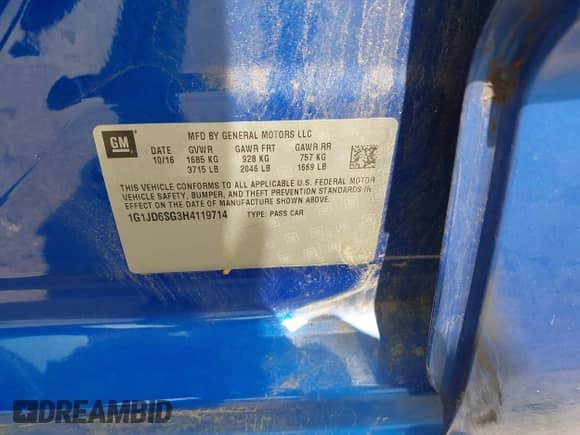 GM
MFD BY GENERAL MOTORS LLC
DATE GVWR GAWR FRT GAWR RR
10/16 1685 KG 928 KG 757 KG
3715 LB 2046 LB 1669 LB
THIS VEHICLE CONFORMS TO ALL APPLICABLE U.S. FEDERAL MOTOR
VEHICLE SAFETY, BUMPER, AND THEFT PREVENTION STANDARDS IN
EFFECT ON THE DATE OF MANUFACTURE SHOWN ABOVE.
1G1JD6SG3H4119714 TYPE: PASS CAR
DREAMBID